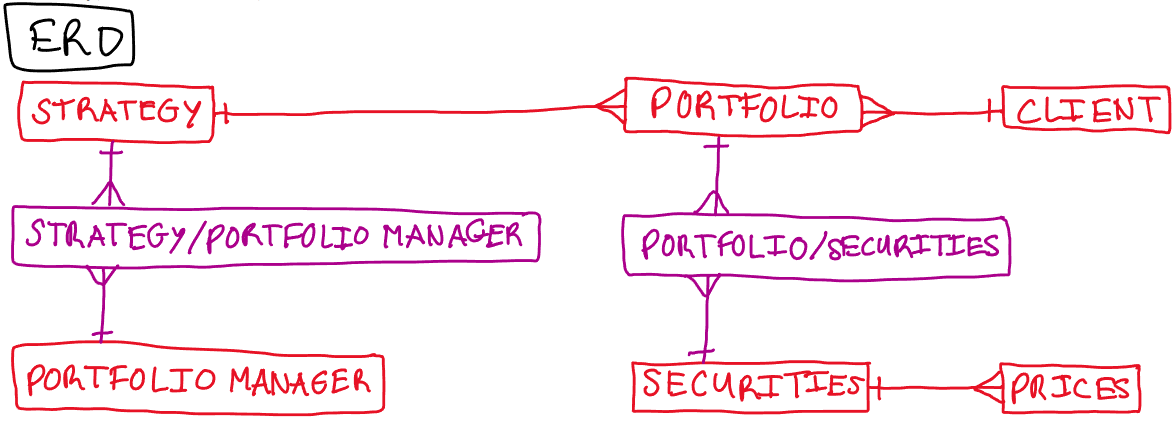 ERD
STRATEGY
PORTFOLIO
CLIENT
STRATEGY/PORTFOLIO MANAGER
PORTFOLIO/SECURITIES
PORTFOLIO MANAGER
SECURITIES
PRICES